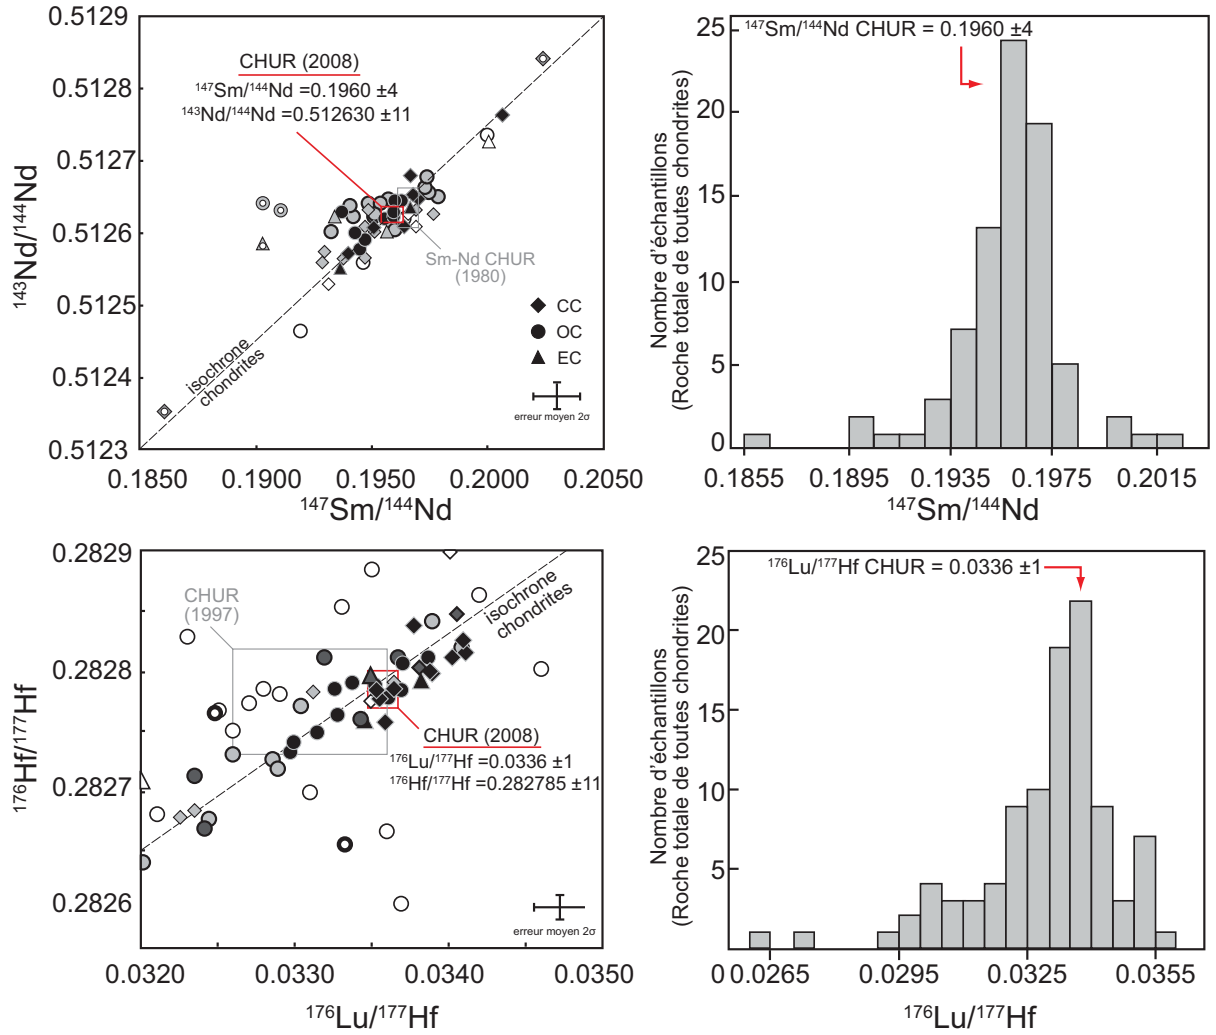 0.5129
0.5128
0.5127
0.5126
0.5125
0.5124
0.5123
143Nd/144Nd
CHUR (2008)
147Sm/144Nd =0.1960 ±4
143Nd/144Nd =0.512630 ±11
Sm-Nd CHUR
(1980)
CC
OC
EC
erreur moyen 2σ
isochrone
chondrites
0.1850
0.1900
0.1950
0.2000
0.2050
147Sm/144Nd
25
20
15
10
5
0
Nombre d'échantillons
(Roche totale de toutes chondrites)
147Sm/144Nd CHUR = 0.1960 ±4
0.1855
0.1895
0.1935
0.1975
0.2015
147Sm/144Nd
0.2829
0.2828
0.2827
0.2826
176Hf/177Hf
CHUR
(1997)
isochrone
chondrites
CHUR (2008)
176Lu/177Hf =0.0336 ±1
176Hf/177Hf =0.282785 ±11
erreur moyen 2σ
0.0320
0.0330
0.0340
0.0350
176Lu/177Hf
25
20
15
10
5
0
Nombre d'échantillons
(Roche totale de toutes chondrites)
176Lu/177Hf CHUR = 0.0336 ±1
0.0265
0.0295
0.0325
0.0355
176Lu/177Hf